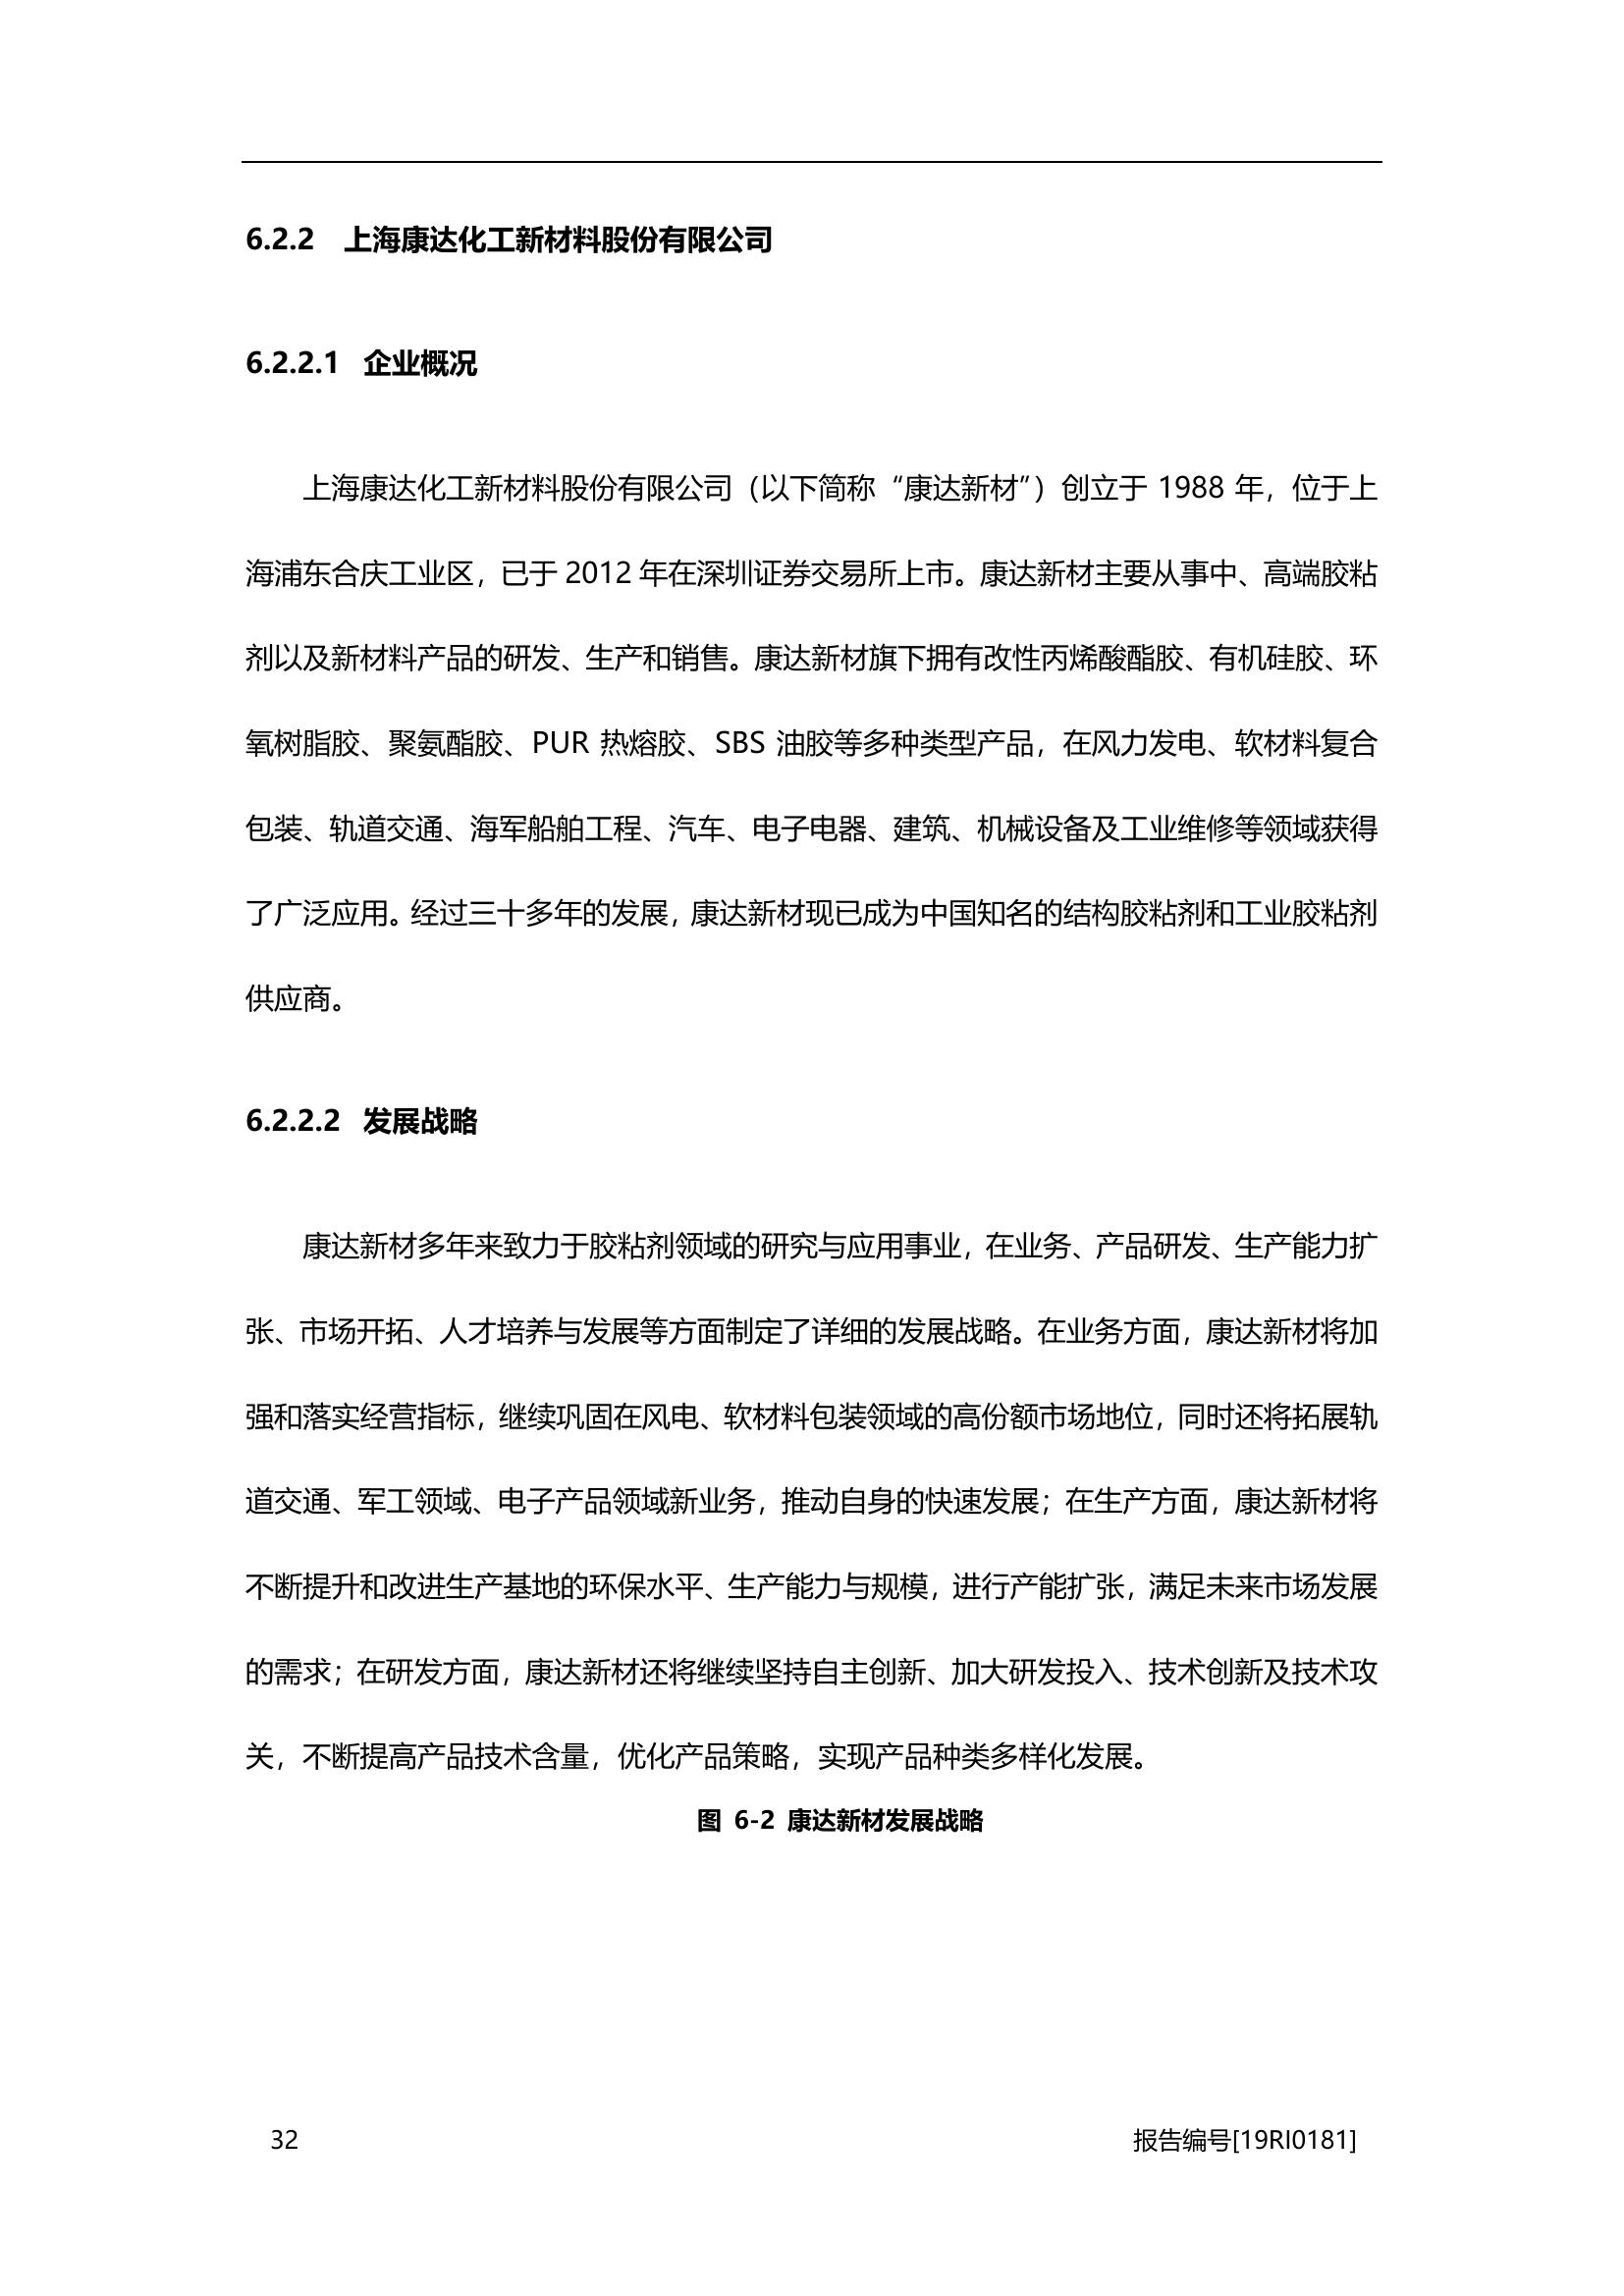 6.2.2 上海康达化工新材料股份有限公司
6.2.2.1 企业概况
上海康达化工新材料股份有限公司（以下简称“康达新材”）创立于 1988 年，位于上
海浦东合庆工业区，已于 2012 年在深圳证券交易所上市。康达新材主要从事中、高端胶粘
剂以及新材料产品的研发、生产和销售。康达新材旗下拥有改性丙烯酸酯胶、有机硅胶、环
氧树脂胶、聚氨酯胶、PUR 热熔胶、SBS 油胶等多种类型产品，在风力发电、软材料复合
包装、轨道交通、海军船舶工程、汽车、电子电器、建筑、机械设备及工业维修等领域获得
了广泛应用。经过三十多年的发展，康达新材现已成为中国知名的结构胶粘剂和工业胶粘剂
供应商。
6.2.2.2 发展战略
康达新材多年来致力于胶粘剂领域的研究与应用事业，在业务、产品研发、生产能力扩
张、市场开拓、人才培养与发展等方面制定了详细的发展战略。在业务方面，康达新材将加
强和落实经营指标，继续巩固在风电、软材料包装领域的高份额市场地位，同时还将拓展轨
道交通、军工领域、电子产品领域新业务，推动自身的快速发展；在生产方面，康达新材将
不断提升和改进生产基地的环保水平、生产能力与规模，进行产能扩张，满足未来市场发展
的需求；在研发方面，康达新材还将继续坚持自主创新、加大研发投入、技术创新及技术攻
关，不断提高产品技术含量，优化产品策略，实现产品种类多样化发展。
图 6-2 康达新材发展战略
32
报告编号[19RI0181]